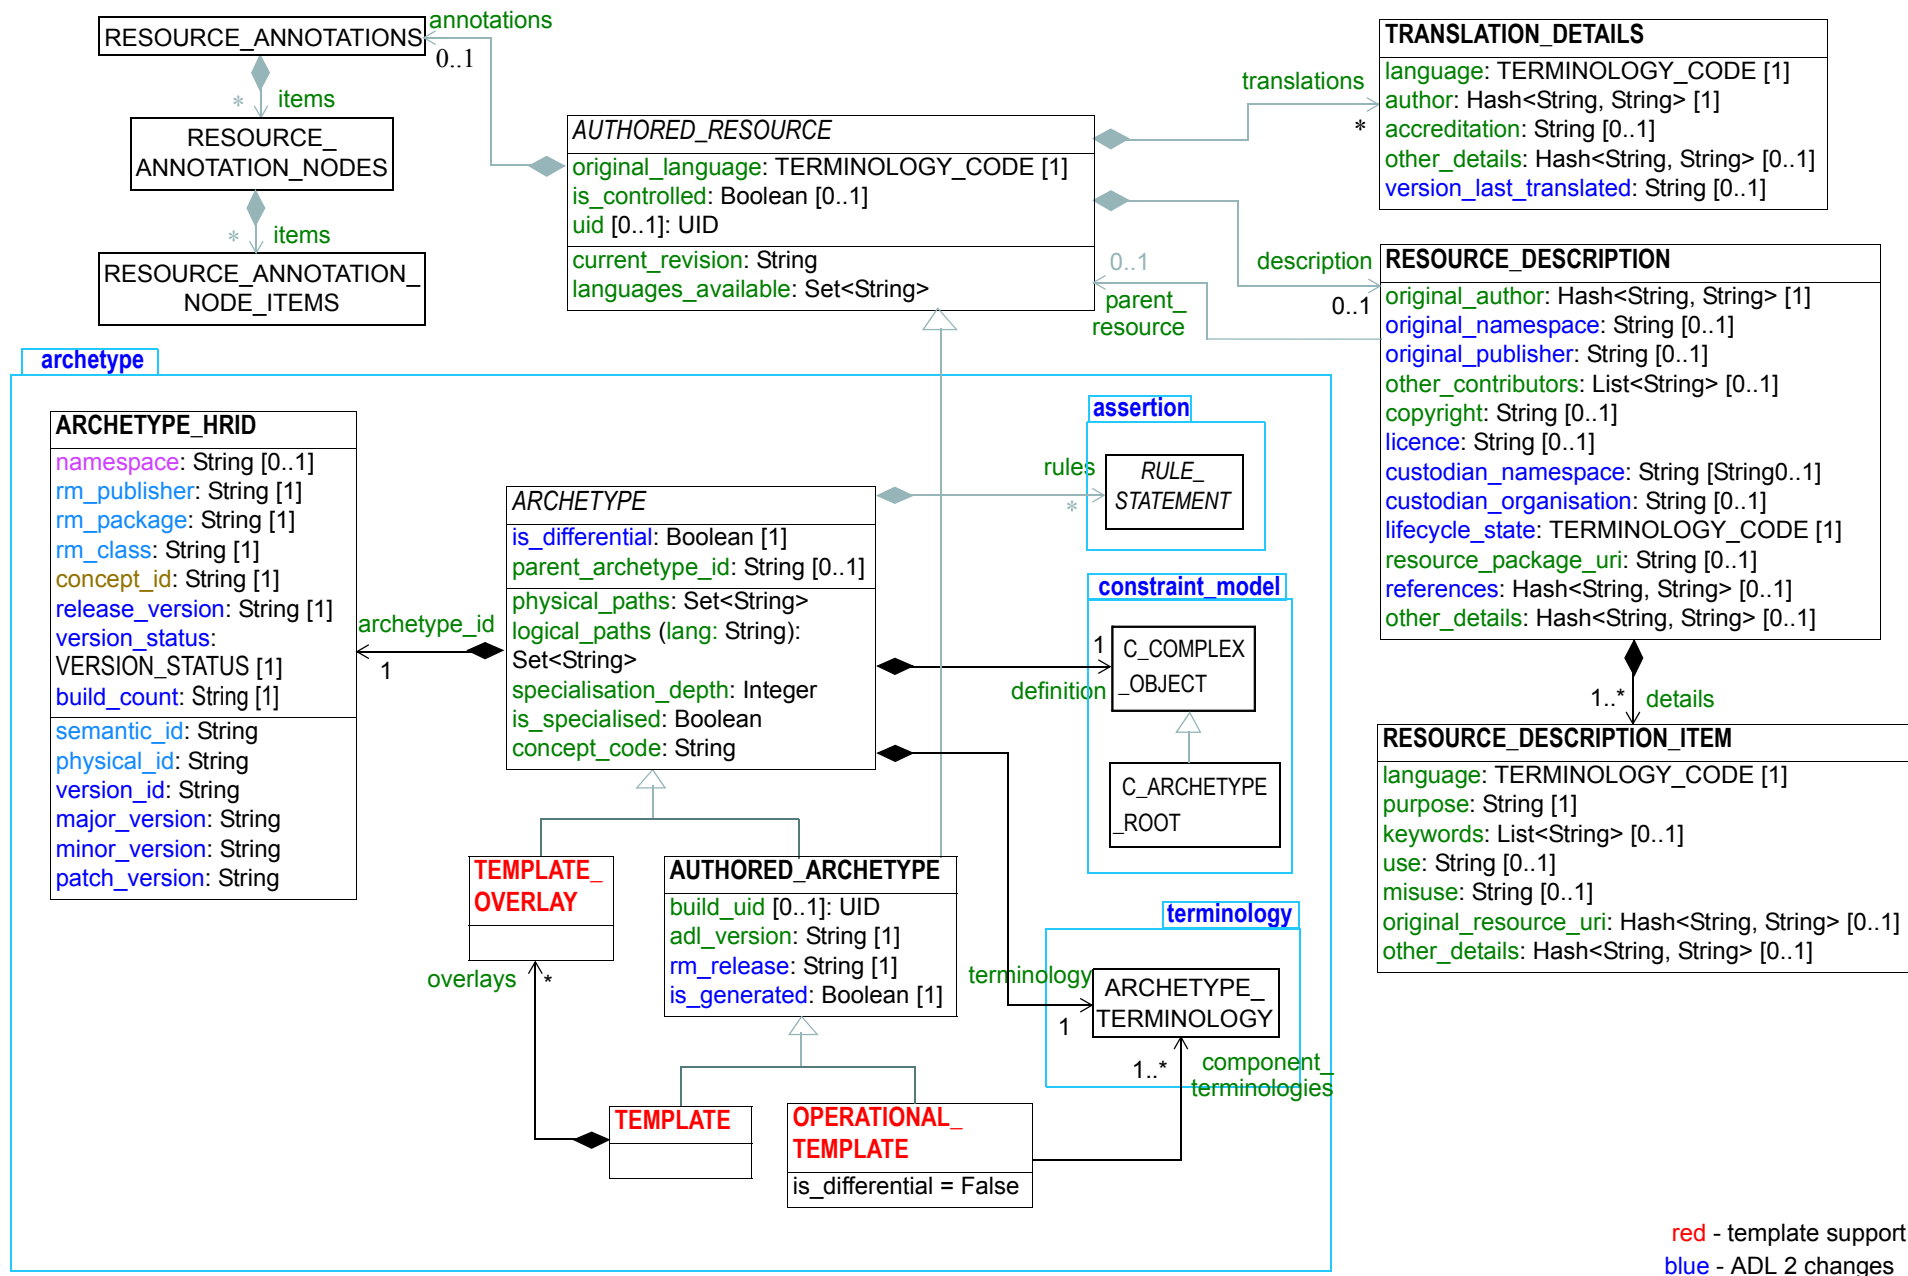 annotations
RESOURCE_ANNOTATIONS
0..1
* items
RESOURCE_
ANNOTATION_NODES
* items
RESOURCE_ANNOTATION_
NODE_ITEMS
AUTHORED_RESOURCE
original_language: TERMINOLOGY_CODE [1]
is_controlled: Boolean [0..1]
uid [0..1]: UID
current_revision: String
languages_available: Set<String>
translations
*
TRANSLATION_DETAILS
language: TERMINOLOGY_CODE [1]
author: Hash<String, String> [1]
accreditation: String [0..1]
other_details: Hash<String, String> [0..1]
version_last_translated: String [0..1]
description
0..1
0..1
parent_
resource
RESOURCE_DESCRIPTION
original_author: Hash<String, String> [1]
original_namespace: String [0..1]
original_publisher: String [0..1]
other_contributors: List<String> [0..1]
copyright: String [0..1]
licence: String [0..1]
custodian_namespace: String [String0..1]
custodian_organisation: String [0..1]
lifecycle_state: TERMINOLOGY_CODE [1]
resource_package_uri: String [0..1]
references: Hash<String, String> [0..1]
other_details: Hash<String, String> [0..1]
1..* details
RESOURCE_DESCRIPTION_ITEM
language: TERMINOLOGY_CODE [1]
purpose: String [1]
keywords: List<String> [0..1]
use: String [0..1]
misuse: String [0..1]
original_resource_uri: Hash<String, String> [0..1]
other_details: Hash<String, String> [0..1]
archetype
ARCHETYPE_HRID
namespace: String [0..1]
rm_publisher: String [1]
rm_package: String [1]
rm_class: String [1]
concept_id: String [1]
release_version: String [1]
version_status:
VERSION_STATUS [1]
build_count: String [1]
semantic_id: String
physical_id: String
version_id: String
major_version: String
minor_version: String
patch_version: String
archetype_id
1
ARCHETYPE
is_differential: Boolean [1]
parent_archetype_id: String [0..1]
physical_paths: Set<String>
logical_paths (lang: String):
Set<String>
specialisation_depth: Integer
is_specialised: Boolean
concept_code: String
assertion
rules
*
RULE_
STATEMENT
constraint_model
1
definition
C_COMPLEX
_OBJECT
C_ARCHETYPE
_ROOT
TEMPLATE_
OVERLAY
overlays *
AUTHORED_ARCHETYPE
build_uid [0..1]: UID
adl_version: String [1]
rm_release: String [1]
is_generated: Boolean [1]
terminology
terminology
1
ARCHETYPE_
TERMINOLOGY
1..*
component_
terminologies
TEMPLATE
OPERATIONAL_
TEMPLATE
is_differential = False
red - template support
blue - ADL 2 changes